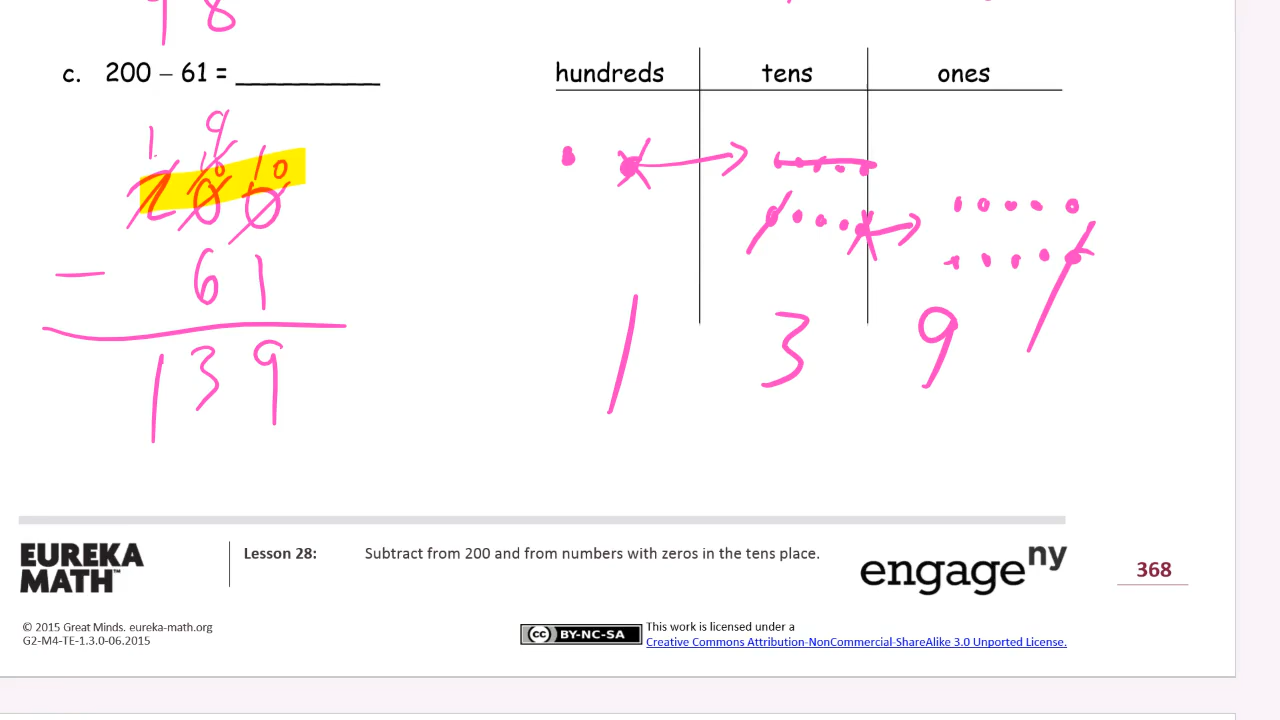 98
c. 200 – 61 = __________
hundreds tens ones
1 9
10 10
200
– 61
139
1 3 9
EUREKA MATH™
Lesson 28: Subtract from 200 and from numbers with zeros in the tens place.
engageny
368
© 2015 Great Minds. eureka-math.org
G2-M4-TE-1.3.0-06.2015
cc BY-NC-SA
This work is licensed under a
Creative Commons Attribution-NonCommercial-ShareAlike 3.0 Unported License.